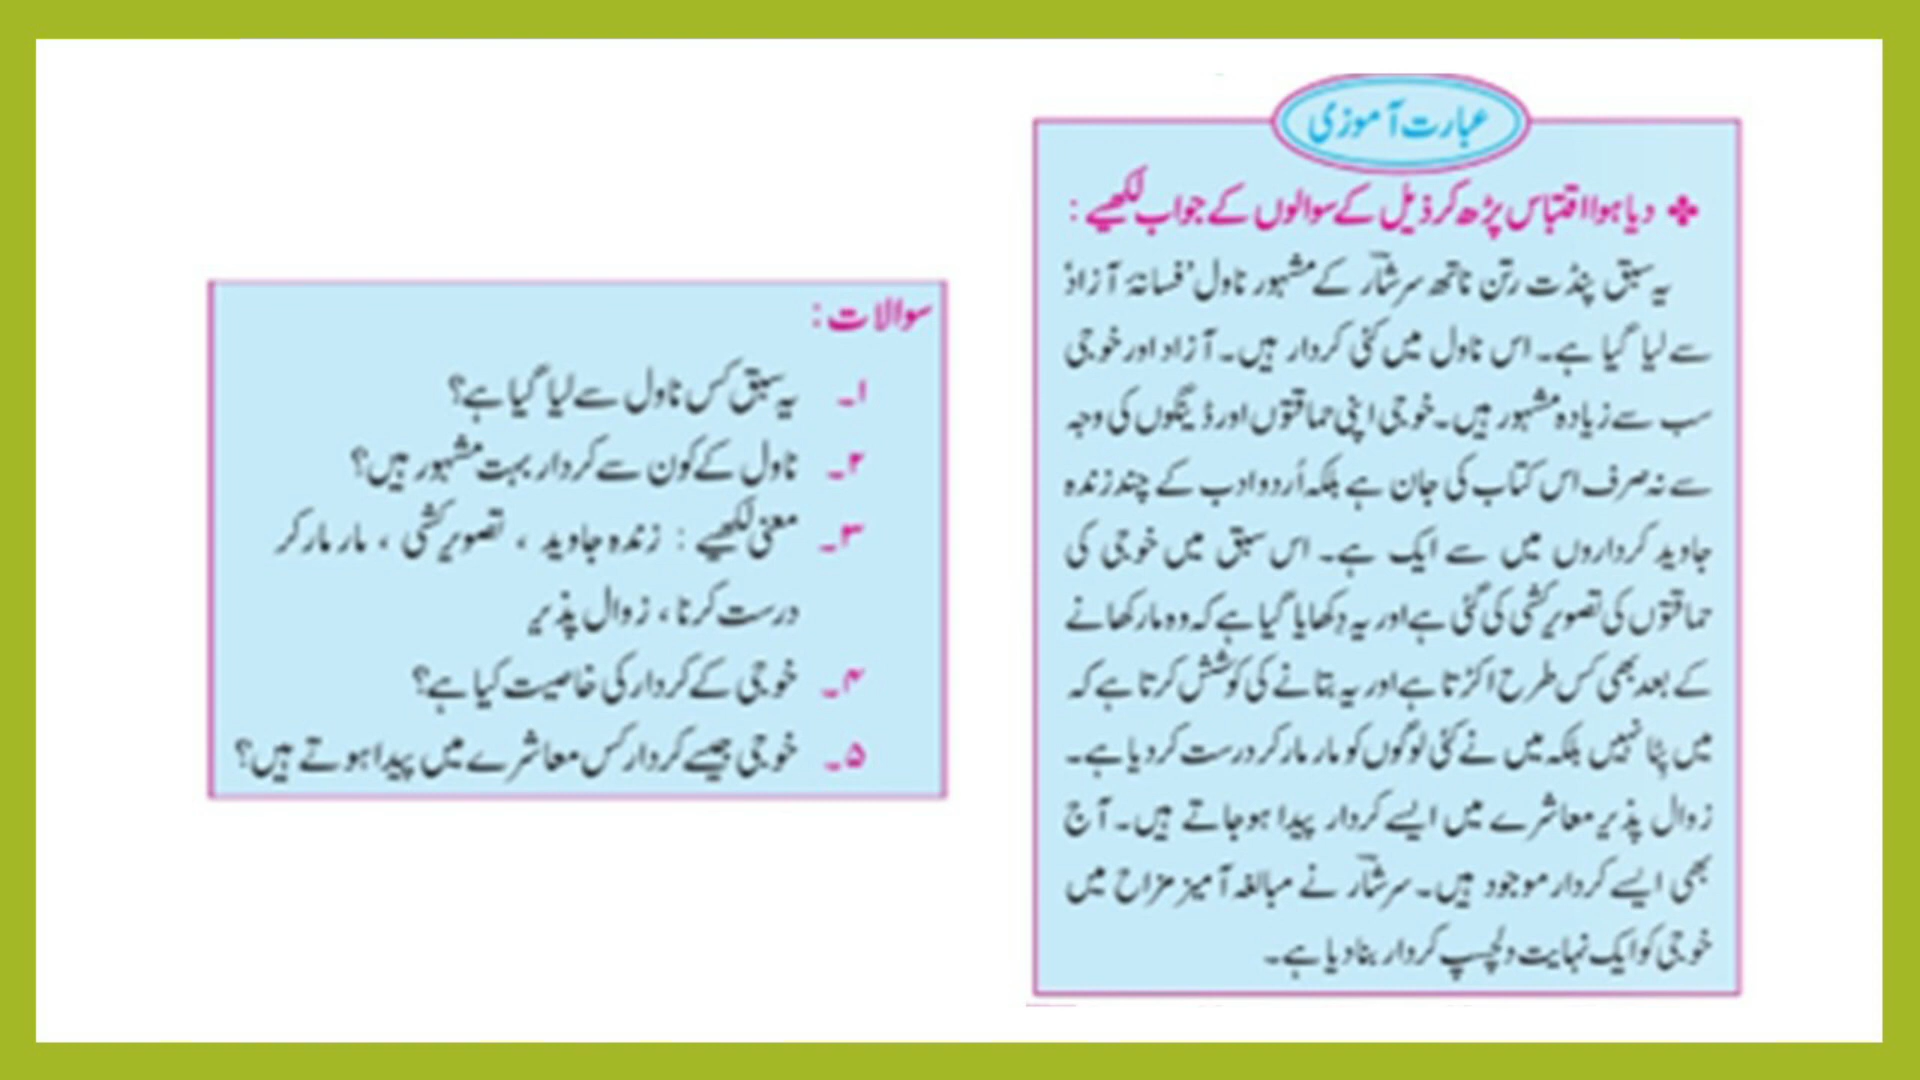 عبارت آموزی
❖ دیا ہوا اقتباس پڑھ کر ذیل کے سوالوں کے جواب لکھیے :
یہ سبق پنڈت رتن ناتھ سرشارؔ کے مشہور ناول ’فسانۂ آزاد‘
سے لیا گیا ہے۔ اس ناول میں کئی کردار ہیں۔ آزاد اور خوجی
سب سے زیادہ مشہور ہیں۔ خوجی اپنی حماقتوں اور ڈینگوں کی وجہ
سے نہ صرف اس کتاب کی جان ہے بلکہ اُردو ادب کے چند زندہ
جاوید کرداروں میں سے ایک ہے۔ اس سبق میں خوجی کی
حماقتوں کی تصویر کشی کی گئی ہے اور یہ دِکھایا گیا ہے کہ وہ مار کھانے
کے بعد بھی کس طرح اکڑتا ہے اور یہ بتانے کی کوشش کرتا ہے کہ
میں پِٹا نہیں بلکہ میں نے کئی لوگوں کو مار مار کر درست کر دیا ہے۔
زوال پذیر معاشرے میں ایسے کردار پیدا ہو جاتے ہیں۔ آج
بھی ایسے کردار موجود ہیں۔ سرشارؔ نے مبالغہ آمیز مزاح میں
خوجی کو ایک نہایت دلچسپ کردار بنا دیا ہے۔
سوالات :
۱۔ یہ سبق کس ناول سے لیا گیا ہے؟
۲۔ ناول کے کون سے کردار بہت مشہور ہیں؟
۳۔ معنی لکھیے : زندہ جاوید ، تصویر کشی ، مار مار کر
درست کرنا ، زوال پذیر
۴۔ خوجی کے کردار کی خاصیت کیا ہے؟
۵۔ خوجی جیسے کردار کس معاشرے میں پیدا ہوتے ہیں؟